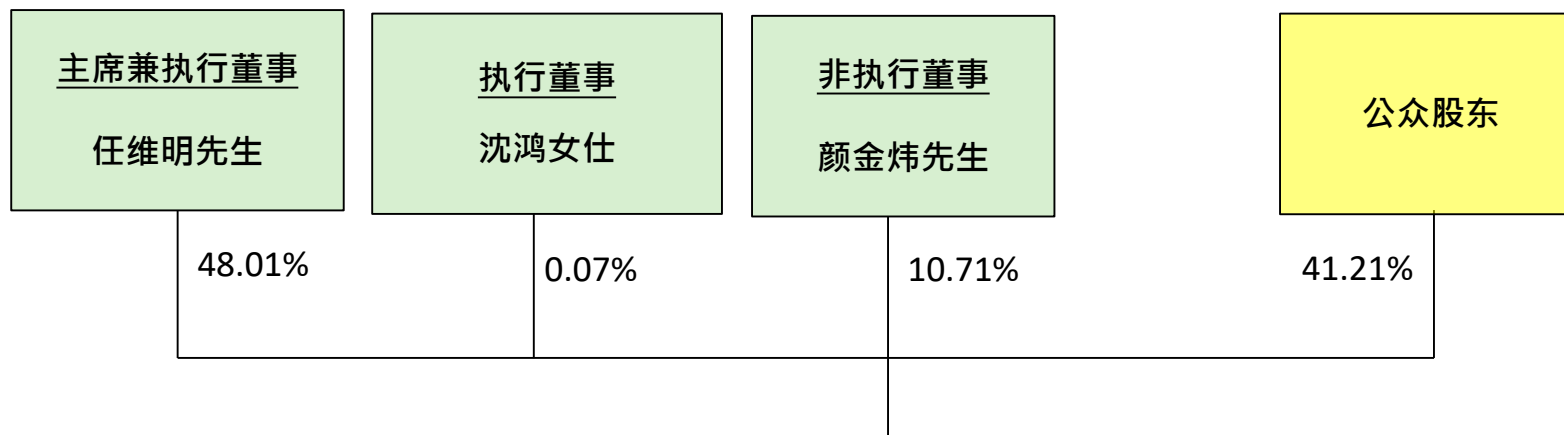 主席兼执行董事
任维明先生
执行董事
沈鸿女仕
非执行董事
颜金炜先生
公众股东
48.01%
0.07%
10.71%
41.21%